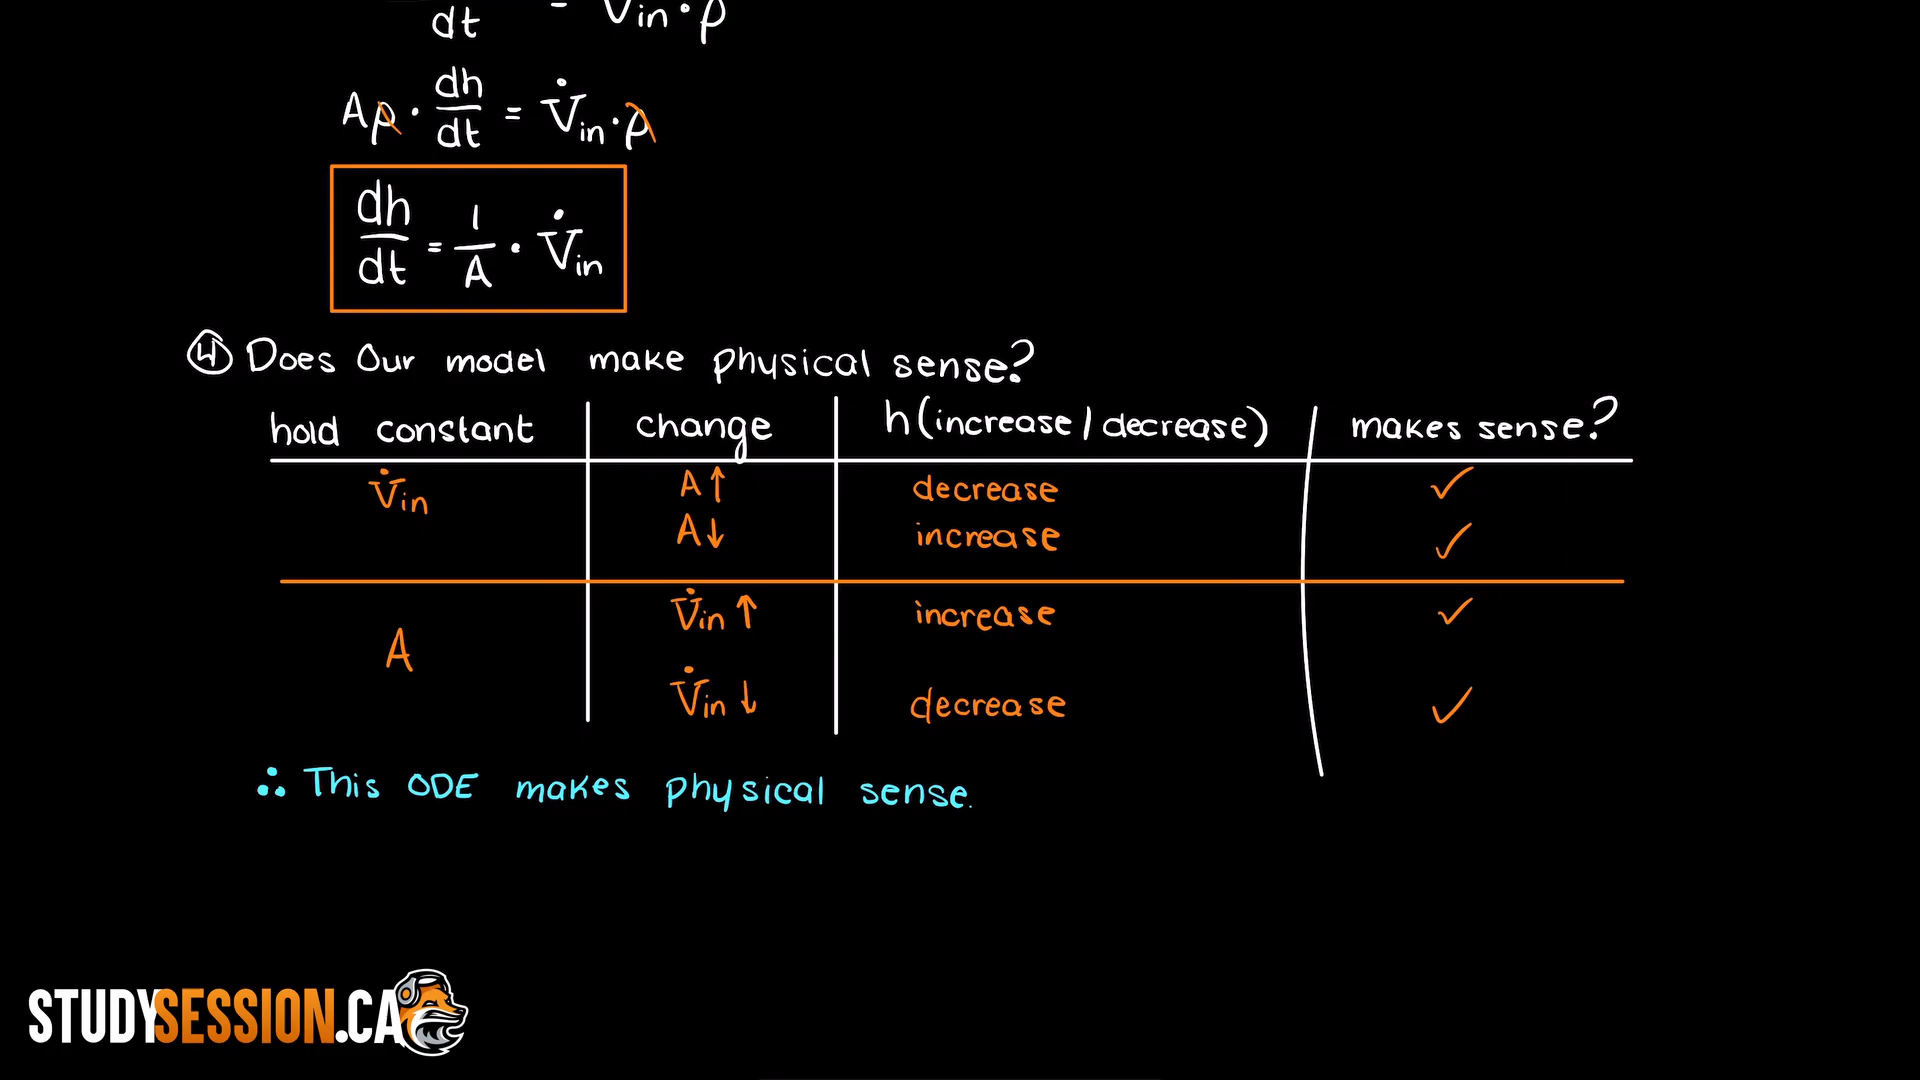 dt = V̇in · ρ
Aρ · dh/dt = V̇in · ρ
dh/dt = 1/A · V̇in
④ Does Our model make physical sense?
hold constant change h(increase/decrease) makes sense?
V̇in A↑ decrease ✓
A↓ increase ✓
A V̇in ↑ increase ✓
V̇in ↓ decrease ✓
∴ This ODE makes physical sense.
STUDYSESSION.CA